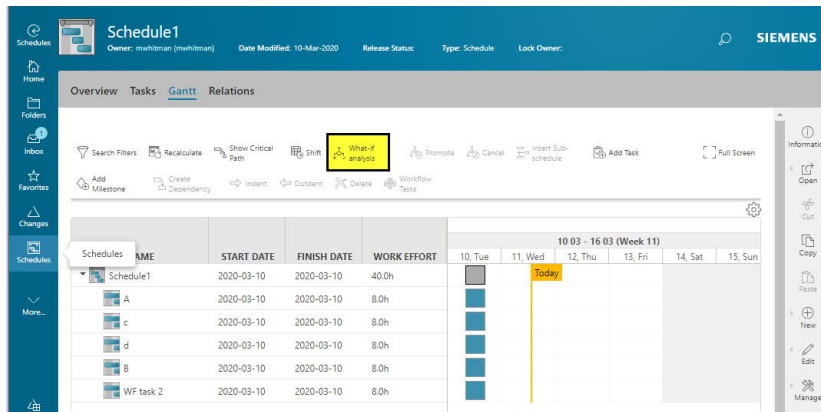 Schedules
Home
Folders
Inbox
Favorites
Changes
Schedules
More...
Schedule1
Owner: mwhitman (mwhitman) Date Modified: 10-Mar-2020 Release Status: Type: Schedule Lock Owner:
SIEMENS
Overview Tasks Gantt Relations
Search Filters Recalculate Show Critical Path Shift What-if analysis Promote Cancel Insert Sub-schedule Add Task Full Screen
Add Milestone Create Dependency Indent Outdent Delete Workflow Tasks
Schedules
AME START DATE FINISH DATE WORK EFFORT
10 03 - 16 03 (Week 11)
10, Tue 11, Wed 12, Thu 13, Fri 14, Sat 15, Sun
Schedule1 2020-03-10 2020-03-10 40.0h Today
A 2020-03-10 2020-03-10 8.0h
c 2020-03-10 2020-03-10 8.0h
d 2020-03-10 2020-03-10 8.0h
B 2020-03-10 2020-03-10 8.0h
WF task 2 2020-03-10 2020-03-10 8.0h
Informatic
Open
Cut
Copy
Paste
New
Edit
Manage